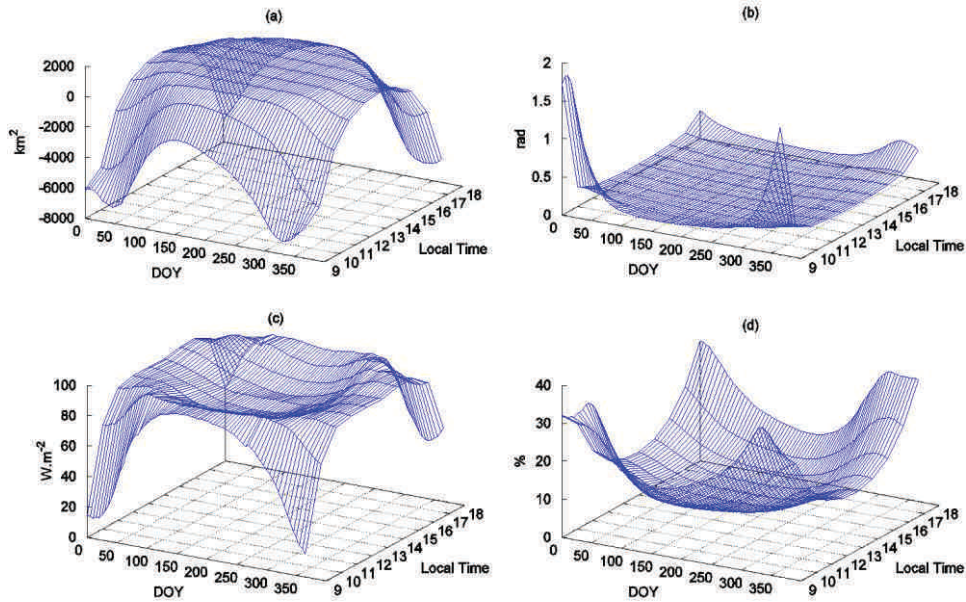 (a)
2000
0
-2000
-4000
-6000
-8000
km²
0 50 100 150 200 250 300 350
DOY
9 10 11 12 13 14 15 16 17 18
Local Time
(b)
2
1.5
1
0.5
0
rad
0 50 100 150 200 250 300 350
DOY
9 10 11 12 13 14 15 16 17 18
Local Time
(c)
100
80
60
40
20
0
W.m⁻²
0 50 100 150 200 250 300 350
DOY
9 10 11 12 13 14 15 16 17 18
Local Time
(d)
40
30
20
10
0
%
0 50 100 150 200 250 300 350
DOY
9 10 11 12 13 14 15 16 17 18
Local Time